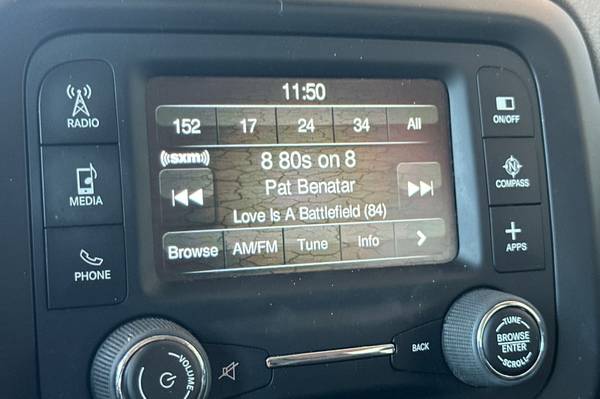 11:50
152 17 24 34 All
((sxm)) 8 80s on 8
Pat Benatar
Love Is A Battlefield (84)
Browse AM/FM Tune Info
RADIO
MEDIA
PHONE
ON/OFF
N
COMPASS
APPS
VOLUME
BACK
TUNE
BROWSE
ENTER
SCROLL